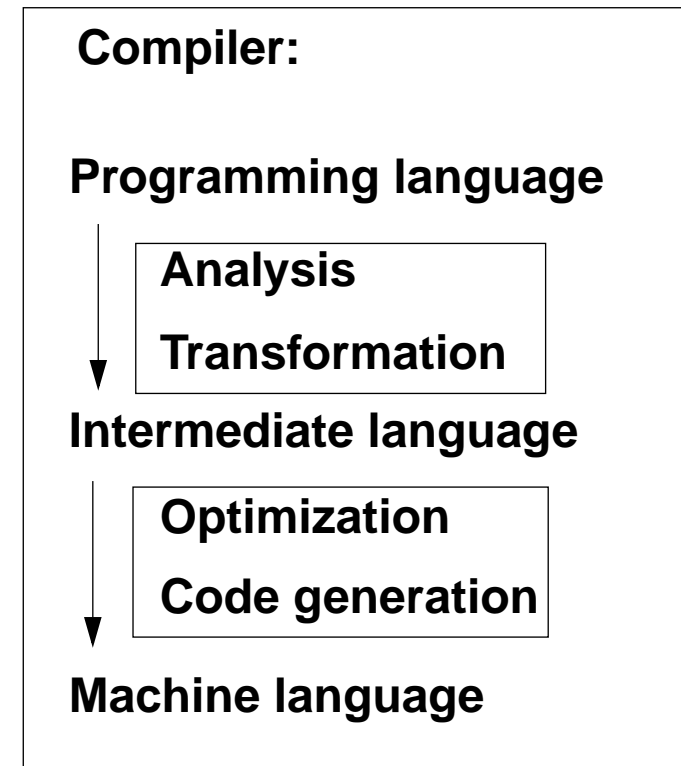 Compiler:
Programming language
Analysis
Transformation
Intermediate language
Optimization
Code generation
Machine language